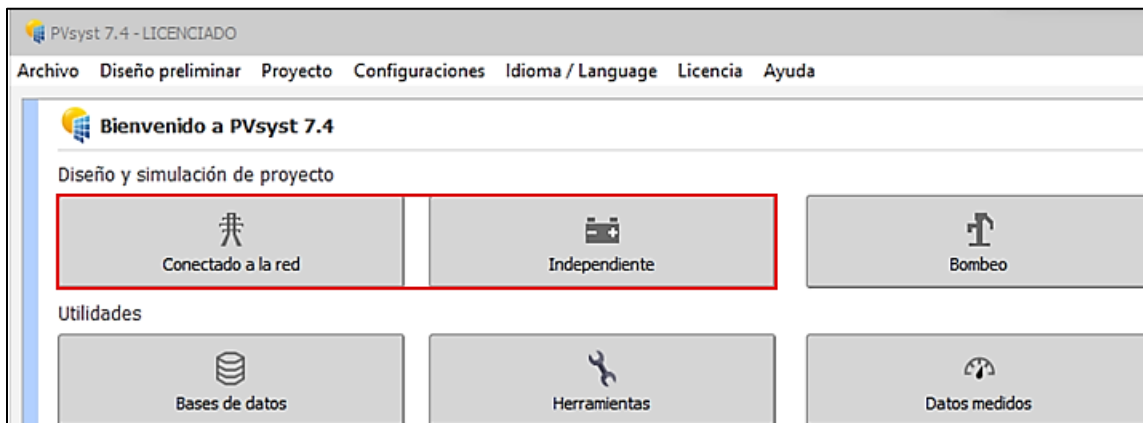 PVsyst 7.4 - LICENCIADO
Archivo Diseño preliminar Proyecto Configuraciones Idioma / Language Licencia Ayuda
Bienvenido a PVsyst 7.4
Diseño y simulación de proyecto
Conectado a la red Independiente Bombeo
Utilidades
Bases de datos Herramientas Datos medidos